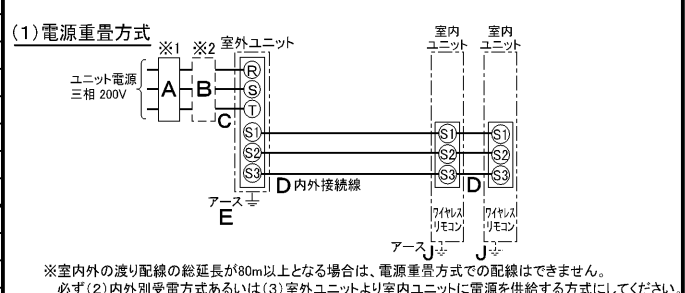 (1)電源重畳方式
※1 ※2 室外ユニット
室内ユニット 室内ユニット
ユニット電源
三相 200V
A B
R
S
T
C
S1 S1 S1
S2 S2 S2
S3 S3 S3
D 内外接続線 D
アース
E
ワイヤレスリモコン ワイヤレスリモコン
アース J J
※室内外の渡り配線の総延長が80m以上となる場合は、電源重畳方式での配線はできません。
必ず(2)内外別受電方式あるいは(3)室外ユニットより室内ユニットに電源を供給する方式にしてください。